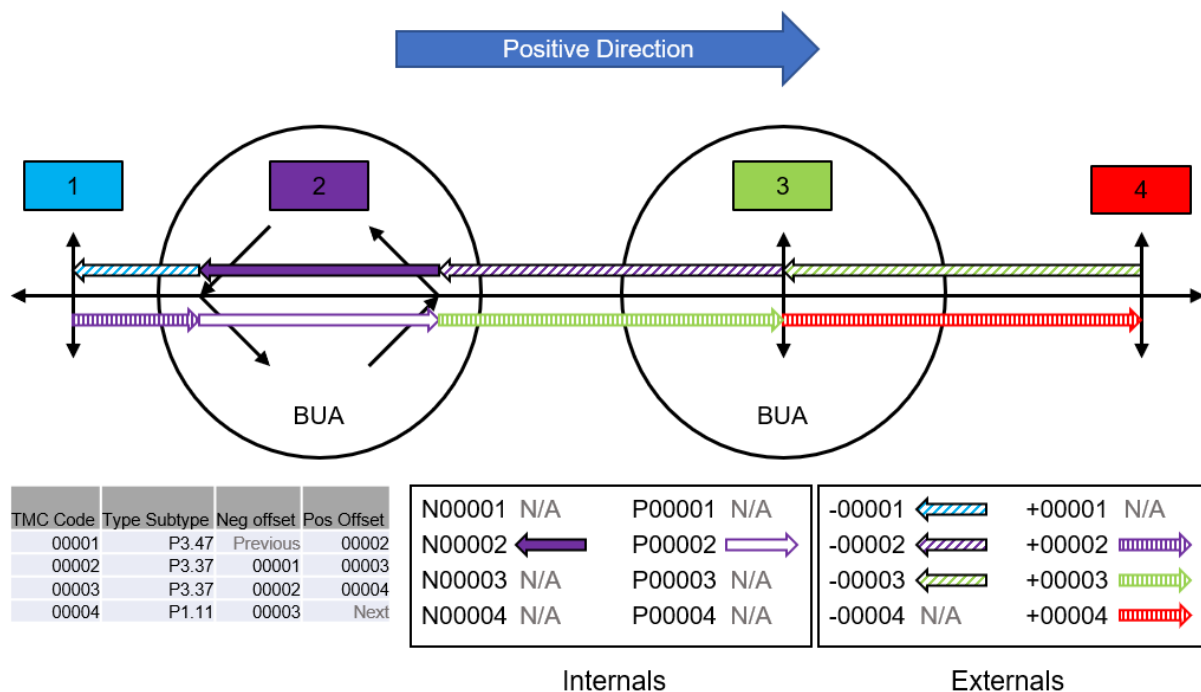 Positive Direction
1
2
3
4
BUA
BUA
TMC Code Type Subtype Neg offset Pos Offset
00001 P3.47 Previous 00002
00002 P3.37 00001 00003
00003 P3.37 00002 00004
00004 P1.11 00003 Next
N00001 N/A P00001 N/A
N00002 P00002
N00003 N/A P00003 N/A
N00004 N/A P00004 N/A
Internals
-00001 +00001 N/A
-00002 +00002
-00003 +00003
-00004 N/A +00004
Externals